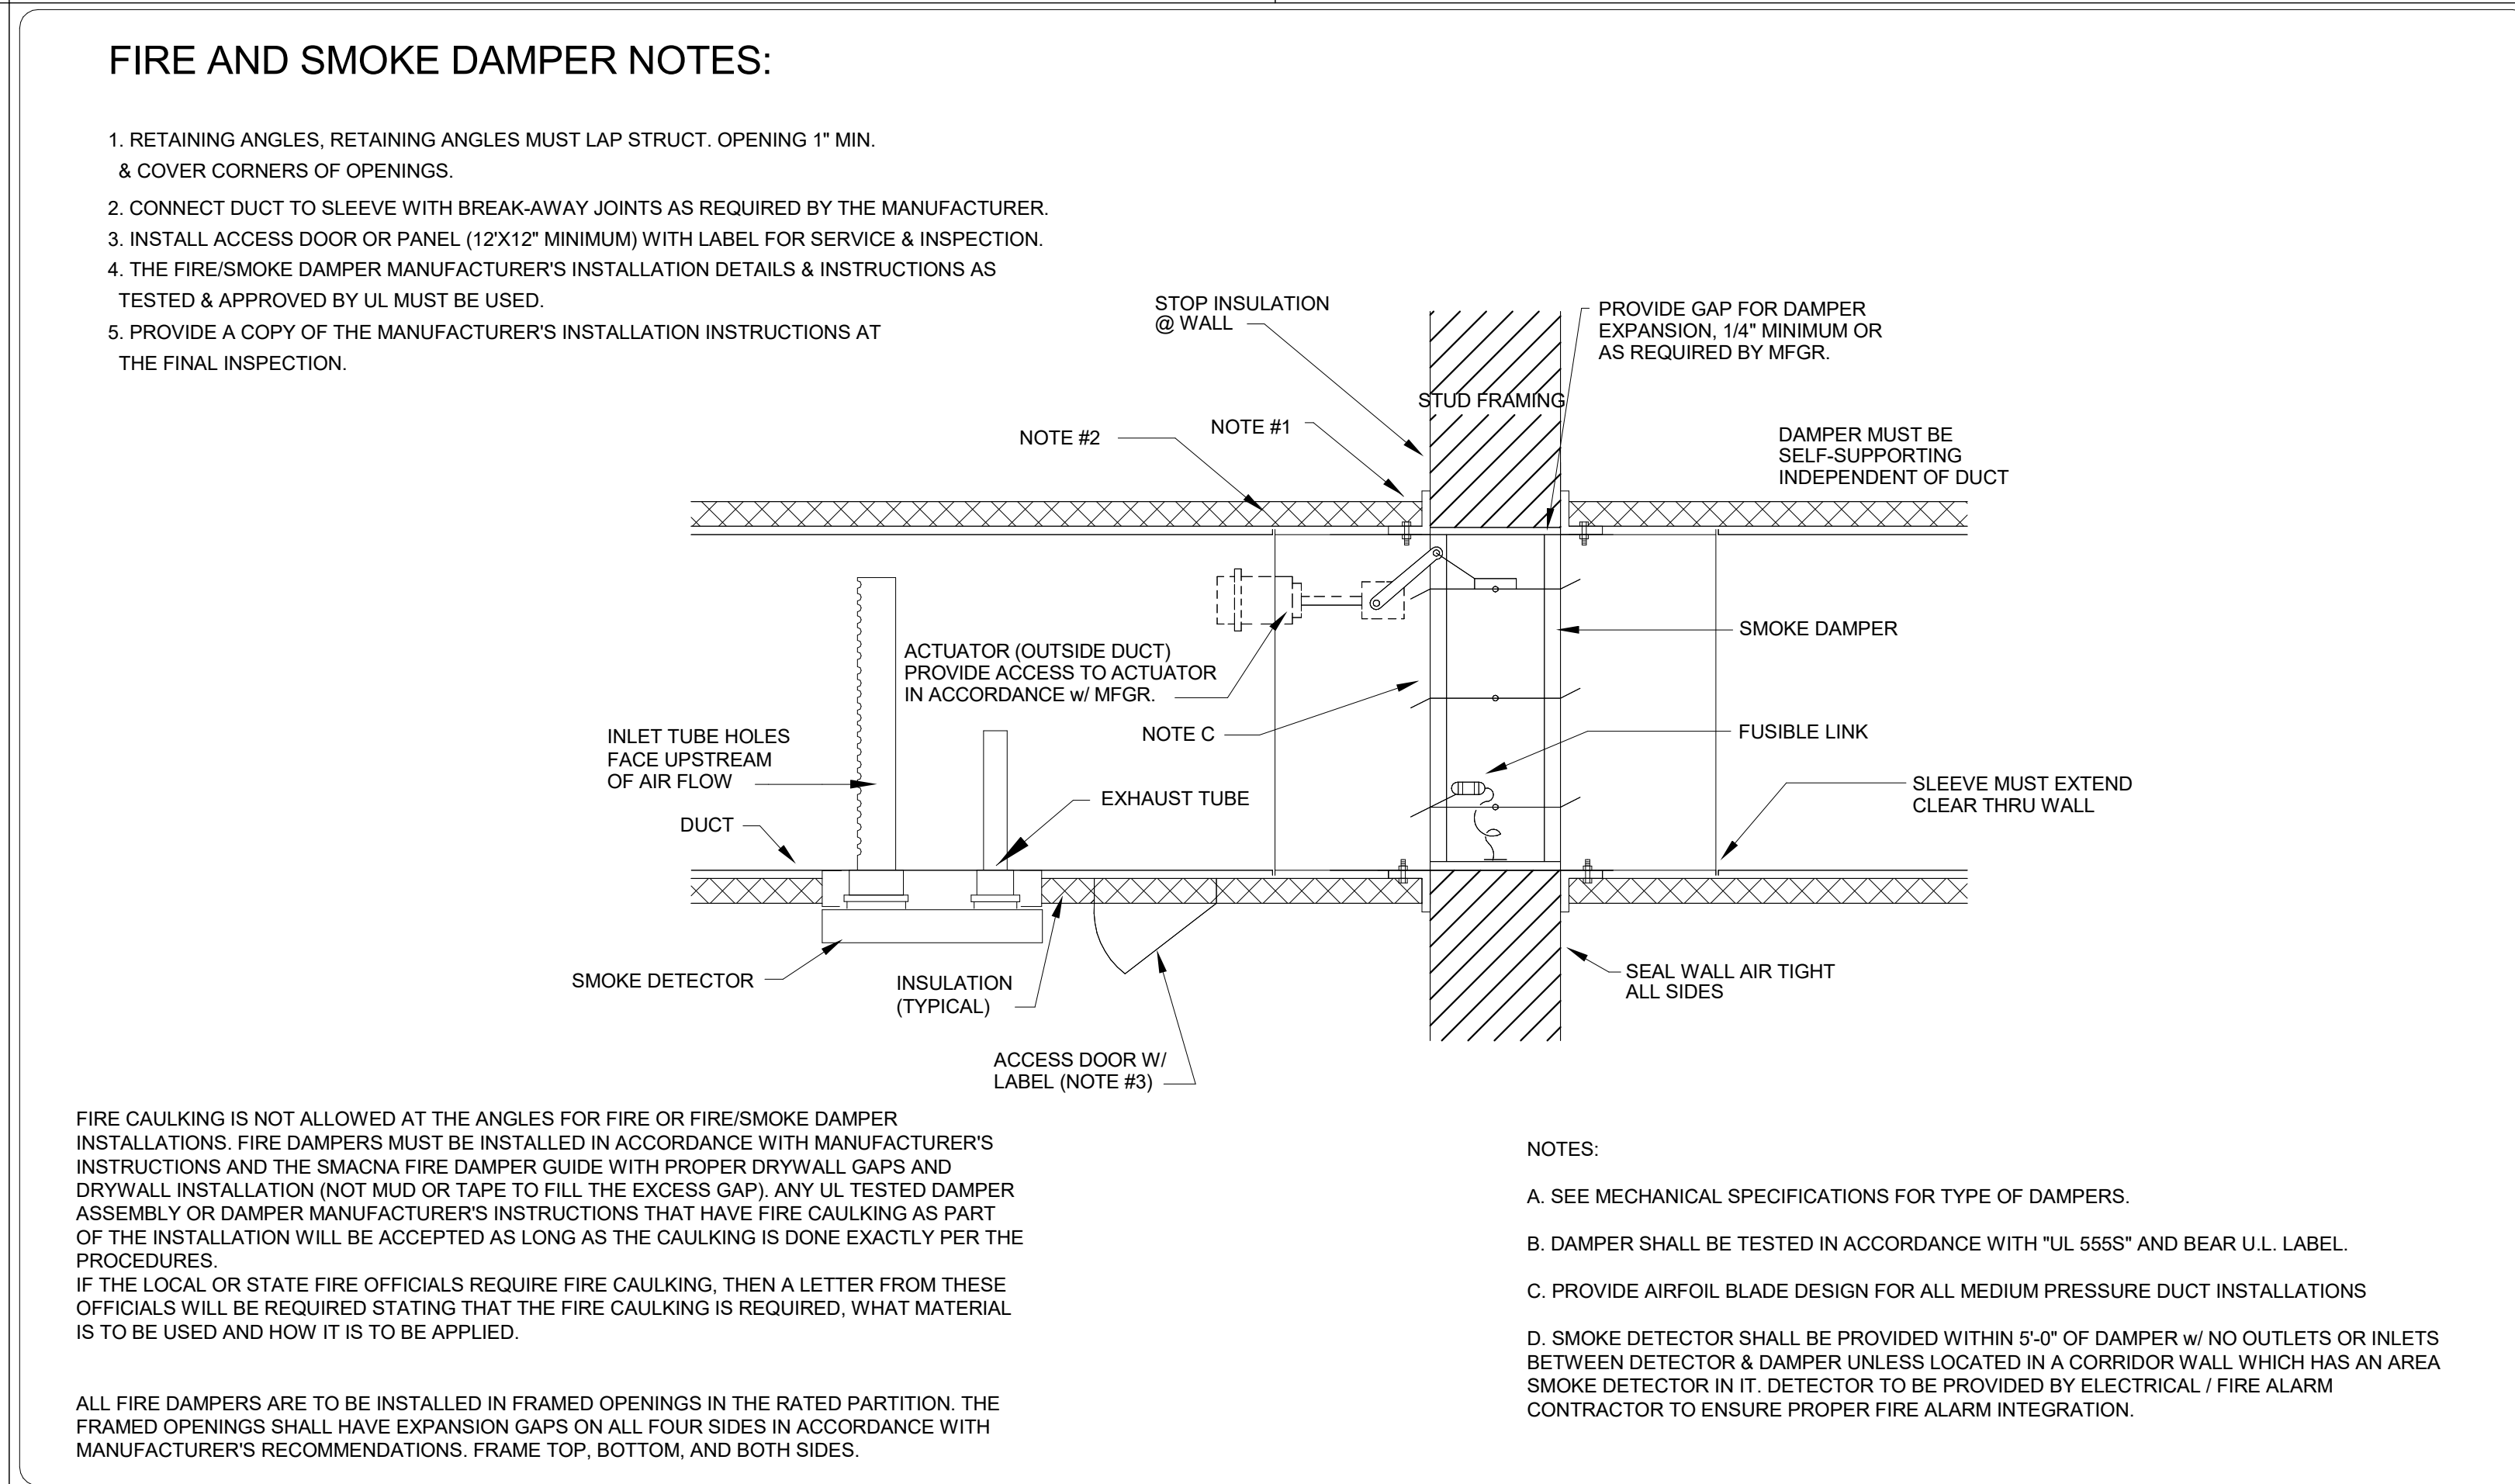 FIRE AND SMOKE DAMPER NOTES:
1. RETAINING ANGLES, RETAINING ANGLES MUST LAP STRUCT. OPENING 1" MIN.
& COVER CORNERS OF OPENINGS.
2. CONNECT DUCT TO SLEEVE WITH BREAK-AWAY JOINTS AS REQUIRED BY THE MANUFACTURER.
3. INSTALL ACCESS DOOR OR PANEL (12'X12" MINIMUM) WITH LABEL FOR SERVICE & INSPECTION.
4. THE FIRE/SMOKE DAMPER MANUFACTURER'S INSTALLATION DETAILS & INSTRUCTIONS AS
TESTED & APPROVED BY UL MUST BE USED.
5. PROVIDE A COPY OF THE MANUFACTURER'S INSTALLATION INSTRUCTIONS AT
THE FINAL INSPECTION.
STOP INSULATION
@ WALL
PROVIDE GAP FOR DAMPER
EXPANSION, 1/4" MINIMUM OR
AS REQUIRED BY MFGR.
STUD FRAMING
NOTE #2
NOTE #1
DAMPER MUST BE
SELF-SUPPORTING
INDEPENDENT OF DUCT
ACTUATOR (OUTSIDE DUCT)
PROVIDE ACCESS TO ACTUATOR
IN ACCORDANCE w/ MFGR.
SMOKE DAMPER
NOTE C
FUSIBLE LINK
INLET TUBE HOLES
FACE UPSTREAM
OF AIR FLOW
EXHAUST TUBE
SLEEVE MUST EXTEND
CLEAR THRU WALL
DUCT
SMOKE DETECTOR
INSULATION
(TYPICAL)
SEAL WALL AIR TIGHT
ALL SIDES
ACCESS DOOR W/
LABEL (NOTE #3)
FIRE CAULKING IS NOT ALLOWED AT THE ANGLES FOR FIRE OR FIRE/SMOKE DAMPER
INSTALLATIONS. FIRE DAMPERS MUST BE INSTALLED IN ACCORDANCE WITH MANUFACTURER'S
INSTRUCTIONS AND THE SMACNA FIRE DAMPER GUIDE WITH PROPER DRYWALL GAPS AND
DRYWALL INSTALLATION (NOT MUD OR TAPE TO FILL THE EXCESS GAP). ANY UL TESTED DAMPER
ASSEMBLY OR DAMPER MANUFACTURER'S INSTRUCTIONS THAT HAVE FIRE CAULKING AS PART
OF THE INSTALLATION WILL BE ACCEPTED AS LONG AS THE CAULKING IS DONE EXACTLY PER THE
PROCEDURES.
IF THE LOCAL OR STATE FIRE OFFICIALS REQUIRE FIRE CAULKING, THEN A LETTER FROM THESE
OFFICIALS WILL BE REQUIRED STATING THAT THE FIRE CAULKING IS REQUIRED, WHAT MATERIAL
IS TO BE USED AND HOW IT IS TO BE APPLIED.
ALL FIRE DAMPERS ARE TO BE INSTALLED IN FRAMED OPENINGS IN THE RATED PARTITION. THE
FRAMED OPENINGS SHALL HAVE EXPANSION GAPS ON ALL FOUR SIDES IN ACCORDANCE WITH
MANUFACTURER'S RECOMMENDATIONS. FRAME TOP, BOTTOM, AND BOTH SIDES.
NOTES:
A. SEE MECHANICAL SPECIFICATIONS FOR TYPE OF DAMPERS.
B. DAMPER SHALL BE TESTED IN ACCORDANCE WITH "UL 555S" AND BEAR U.L. LABEL.
C. PROVIDE AIRFOIL BLADE DESIGN FOR ALL MEDIUM PRESSURE DUCT INSTALLATIONS
D. SMOKE DETECTOR SHALL BE PROVIDED WITHIN 5'-0" OF DAMPER w/ NO OUTLETS OR INLETS
BETWEEN DETECTOR & DAMPER UNLESS LOCATED IN A CORRIDOR WALL WHICH HAS AN AREA
SMOKE DETECTOR IN IT. DETECTOR TO BE PROVIDED BY ELECTRICAL / FIRE ALARM
CONTRACTOR TO ENSURE PROPER FIRE ALARM INTEGRATION.